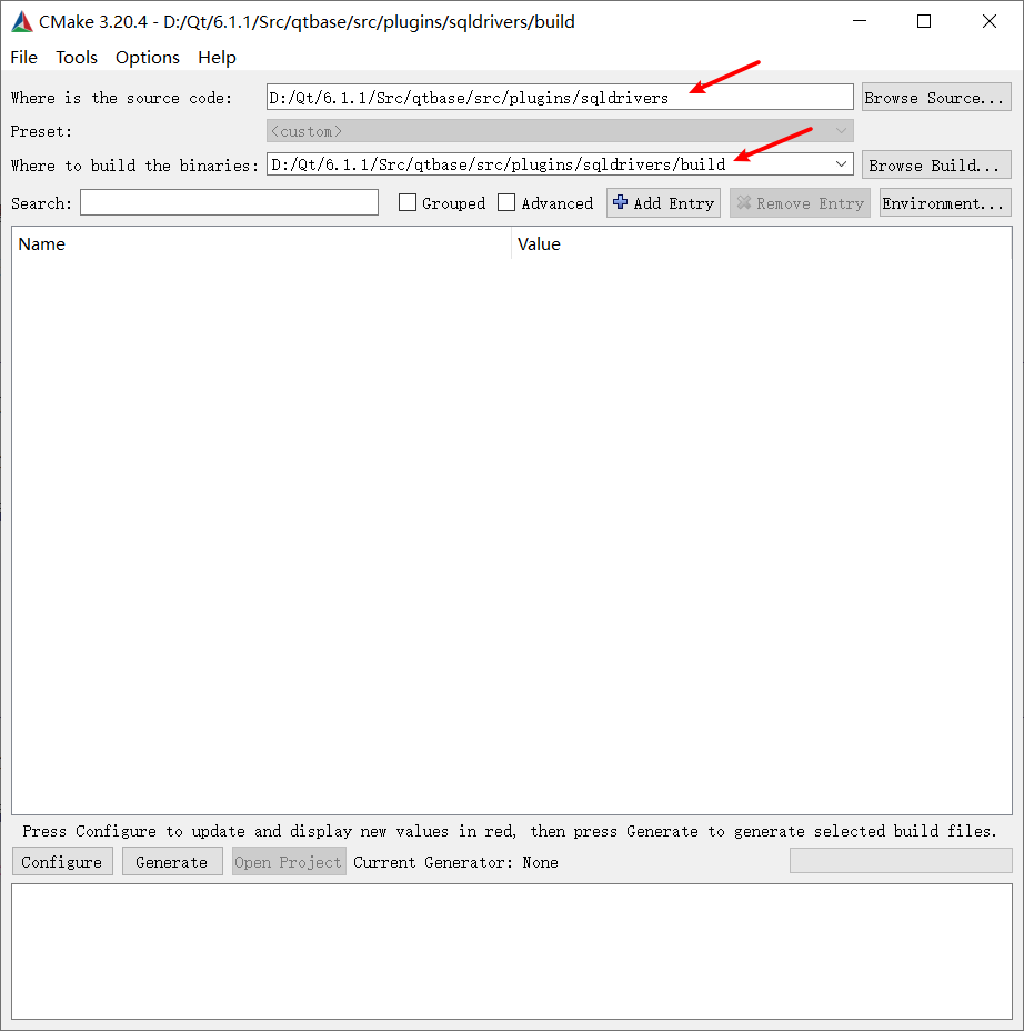 CMake 3.20.4 - D:/Qt/6.1.1/Src/qtbase/src/plugins/sqldrivers/build
File Tools Options Help
Where is the source code: D:/Qt/6.1.1/Src/qtbase/src/plugins/sqldrivers Browse Source...
Preset: <custom>
Where to build the binaries: D:/Qt/6.1.1/Src/qtbase/src/plugins/sqldrivers/build Browse Build...
Search: Grouped Advanced Add Entry Remove Entry Environment...
Name Value
Press Configure to update and display new values in red, then press Generate to generate selected build files.
Configure Generate Open Project Current Generator: None